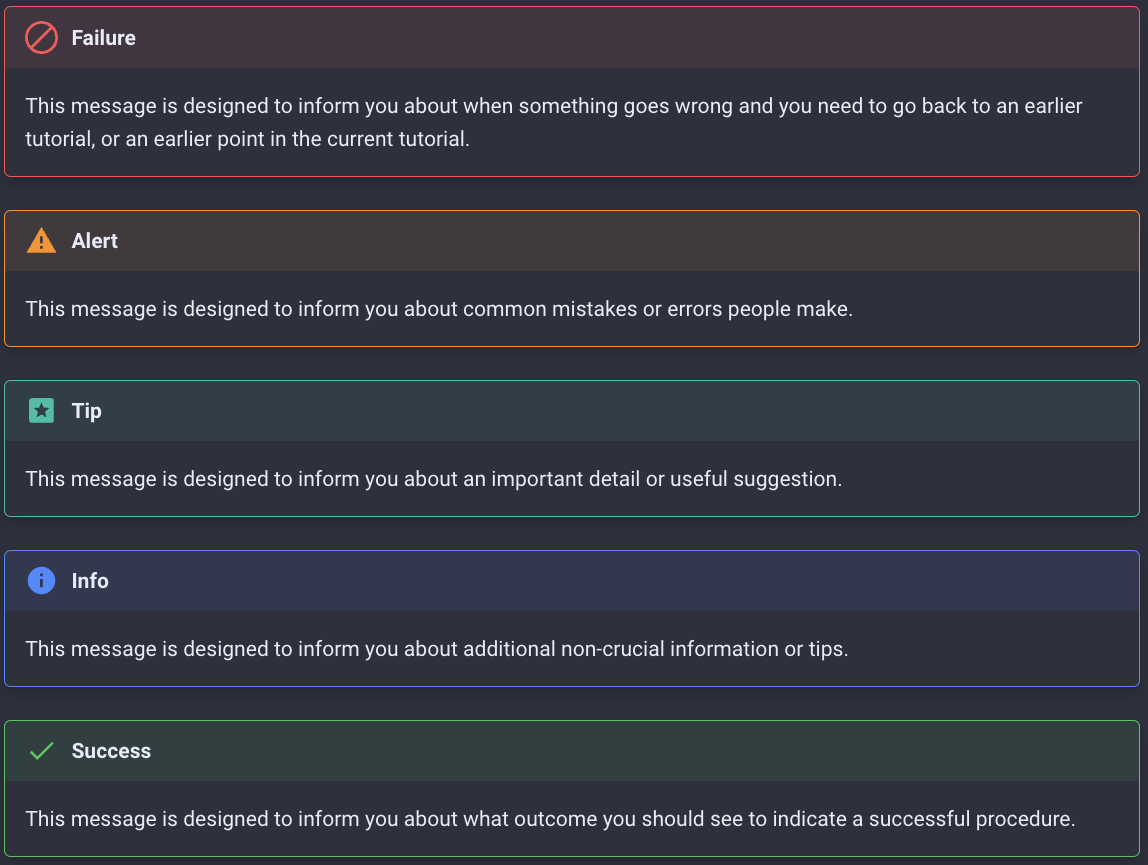 Failure
This message is designed to inform you about when something goes wrong and you need to go back to an earlier
tutorial, or an earlier point in the current tutorial.
Alert
This message is designed to inform you about common mistakes or errors people make.
Tip
This message is designed to inform you about an important detail or useful suggestion.
Info
This message is designed to inform you about additional non-crucial information or tips.
Success
This message is designed to inform you about what outcome you should see to indicate a successful procedure.